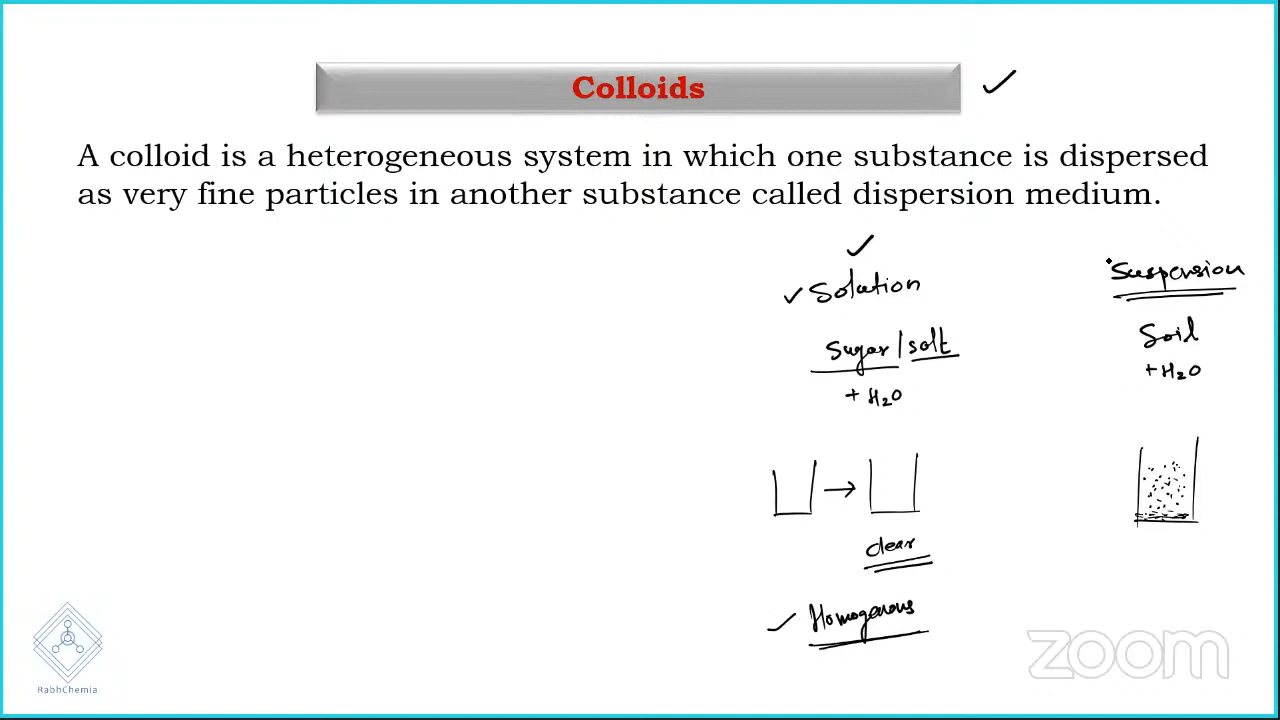 Colloids
A colloid is a heterogeneous system in which one substance is dispersed
as very fine particles in another substance called dispersion medium.
Solution
Sugar/salt
+ H₂O
clear
Homogenous
Suspension
Soil
+ H₂O
RabhChemia
zoom